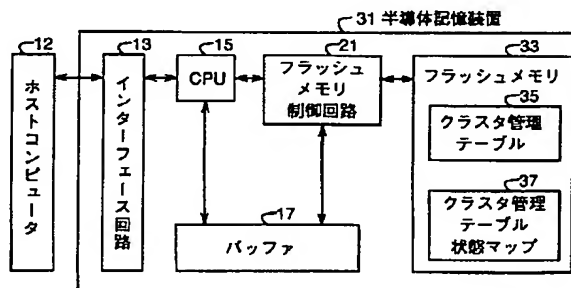 31 半導体記憶装置
12
13
15
21
33
ホストコンピュータ
インターフェース回路
CPU
フラッシュ
メモリ
制御回路
フラッシュメモリ
35
クラスタ管理
テーブル
37
クラスタ管理
テーブル
状態マップ
17
バッファ